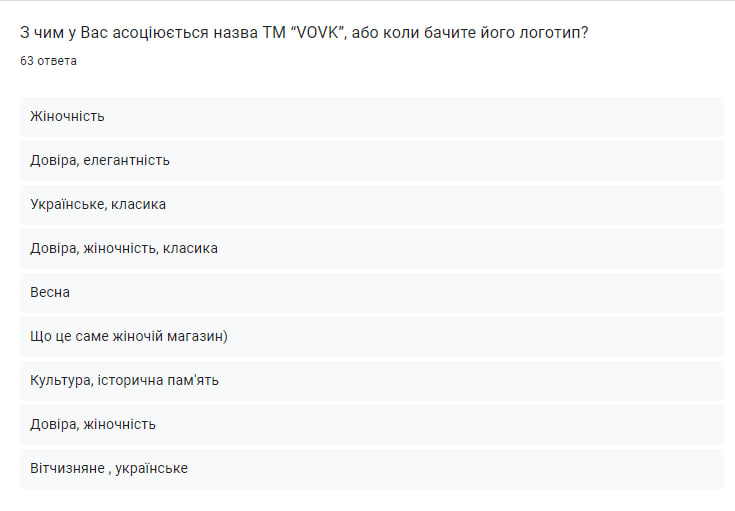 З чим у Вас асоціюється назва ТМ “VOVK”, або коли бачите його логотип?
63 ответа
Жіночність
Довіра, елегантність
Українське, класика
Довіра, жіночність, класика
Весна
Що це саме жіночій магазин)
Культура, історична пам'ять
Довіра, жіночність
Вітчизняне , українське